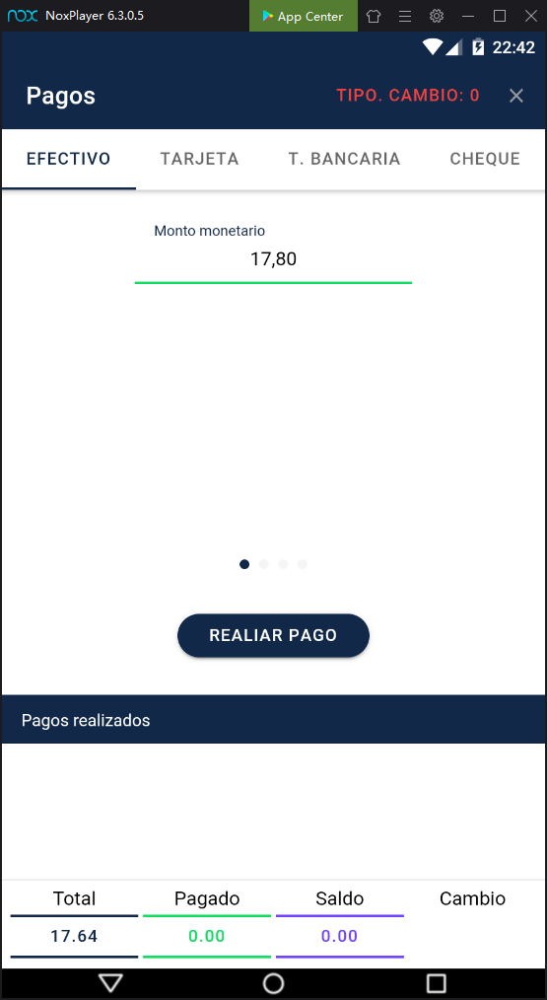 nox NoxPlayer 6.3.0.5 App Center
22:42
Pagos TIPO. CAMBIO: 0
EFECTIVO TARJETA T. BANCARIA CHEQUE
Monto monetario
17,80
REALIAR PAGO
Pagos realizados
Total Pagado Saldo Cambio
17.64 0.00 0.00